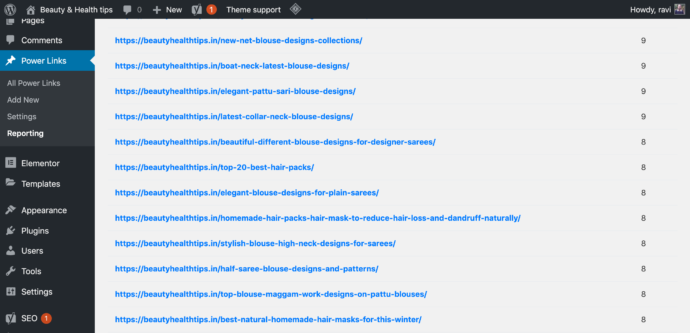 Beauty & Health tips 0 + New 1 Theme support Howdy, ravi
Pages
Comments
Power Links
All Power Links
Add New
Settings
Reporting
Elementor
Templates
Appearance
Plugins
Users
Tools
Settings
SEO 1
https://beautyhealthtips.in/new-net-blouse-designs-collections/ 9
https://beautyhealthtips.in/boat-neck-latest-blouse-designs/ 9
https://beautyhealthtips.in/elegant-pattu-sari-blouse-designs/ 9
https://beautyhealthtips.in/latest-collar-neck-blouse-designs/ 9
https://beautyhealthtips.in/beautiful-different-blouse-designs-for-designer-sarees/ 8
https://beautyhealthtips.in/top-20-best-hair-packs/ 8
https://beautyhealthtips.in/elegant-blouse-designs-for-plain-sarees/ 8
https://beautyhealthtips.in/homemade-hair-packs-hair-mask-to-reduce-hair-loss-and-dandruff-naturally/ 8
https://beautyhealthtips.in/stylish-blouse-high-neck-designs-for-sarees/ 8
https://beautyhealthtips.in/half-saree-blouse-designs-and-patterns/ 8
https://beautyhealthtips.in/top-blouse-maggam-work-designs-on-pattu-blouses/ 8
https://beautyhealthtips.in/best-natural-homemade-hair-masks-for-this-winter/ 8